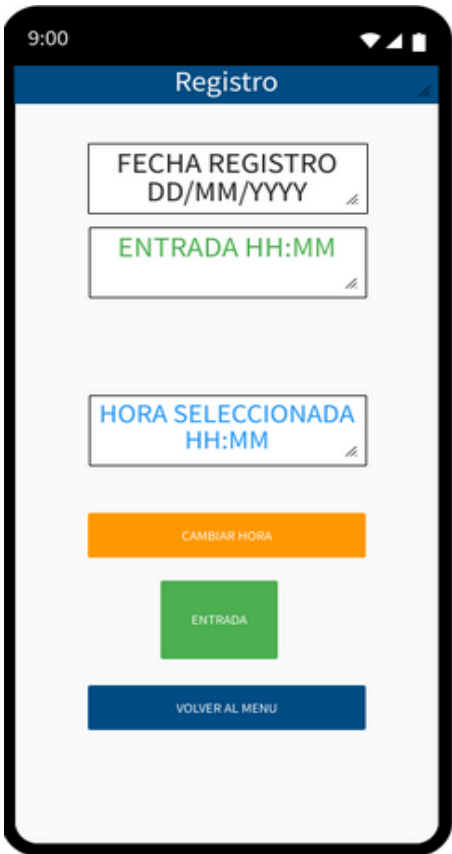 9:00
Registro
FECHA REGISTRO
DD/MM/YYYY
ENTRADA HH:MM
HORA SELECCIONADA
HH:MM
CAMBIAR HORA
ENTRADA
VOLVER AL MENU